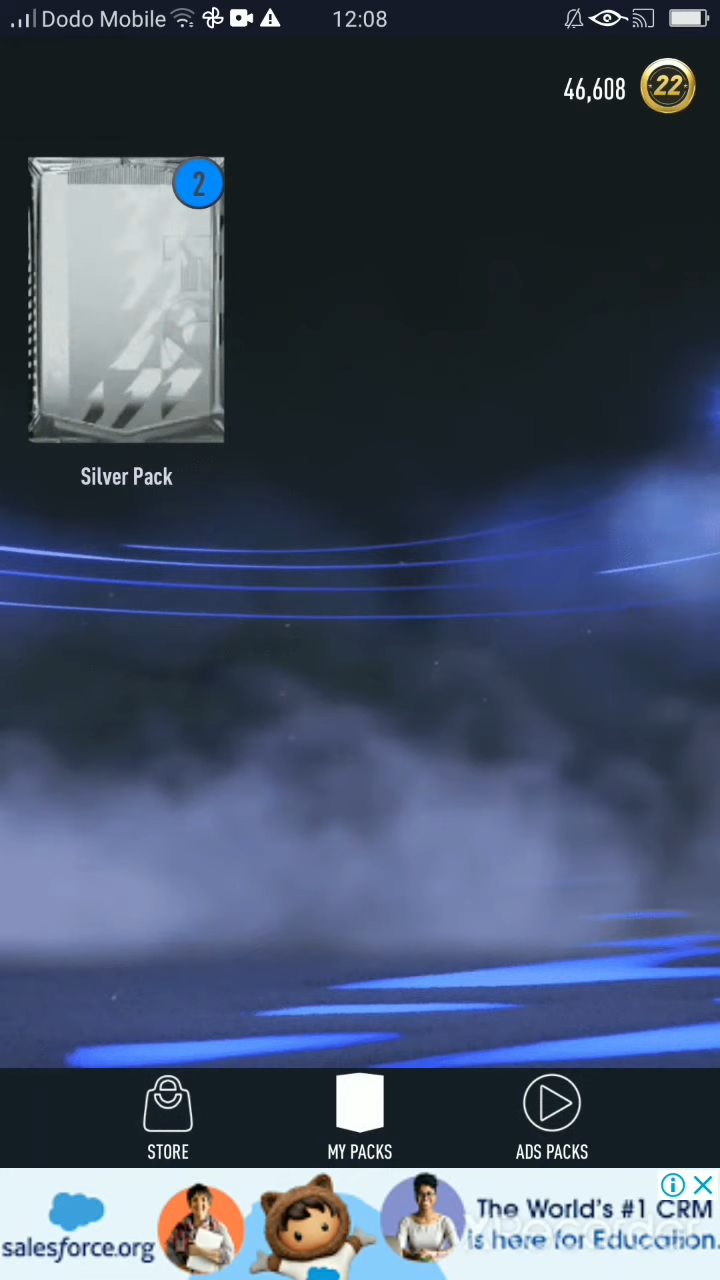 Dodo Mobile 12:08
46,608 22
2
Silver Pack
STORE MY PACKS ADS PACKS
salesforce.org
The World's #1 CRM
is here for Education.